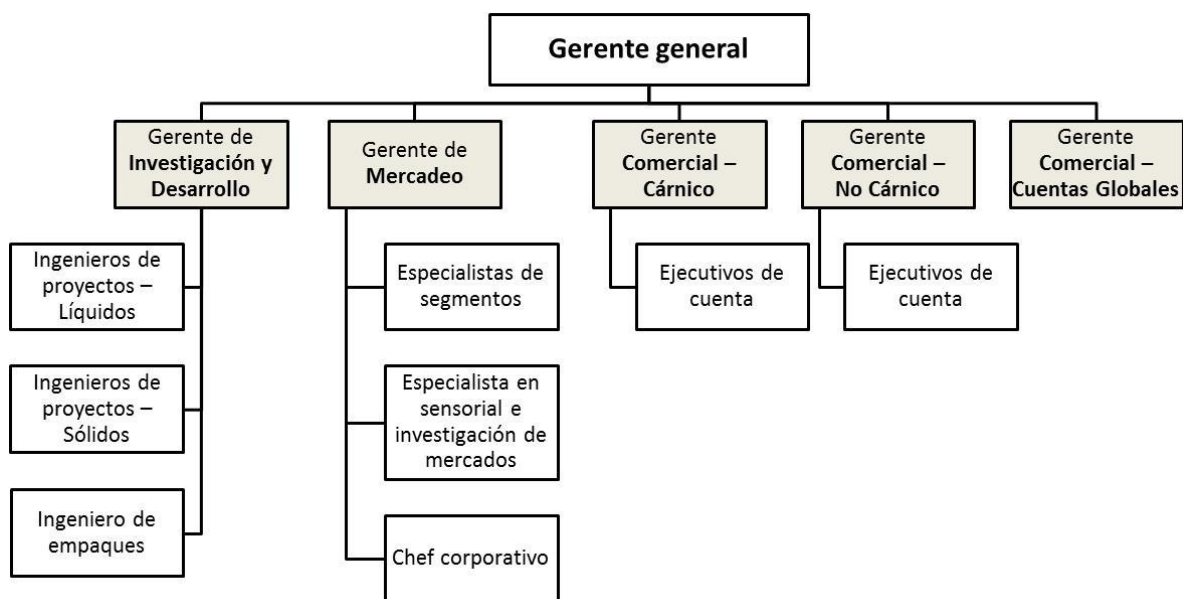 Gerente general
Gerente de
Investigación y
Desarrollo
Gerente de
Mercadeo
Gerente
Comercial –
Cárnico
Gerente
Comercial –
No Cárnico
Gerente
Comercial –
Cuentas Globales
Ingenieros de
proyectos –
Líquidos
Ingenieros de
proyectos –
Sólidos
Ingeniero de
empaques
Especialistas de
segmentos
Especialista en
sensorial e
investigación de
mercados
Chef corporativo
Ejecutivos de
cuenta
Ejecutivos de
cuenta